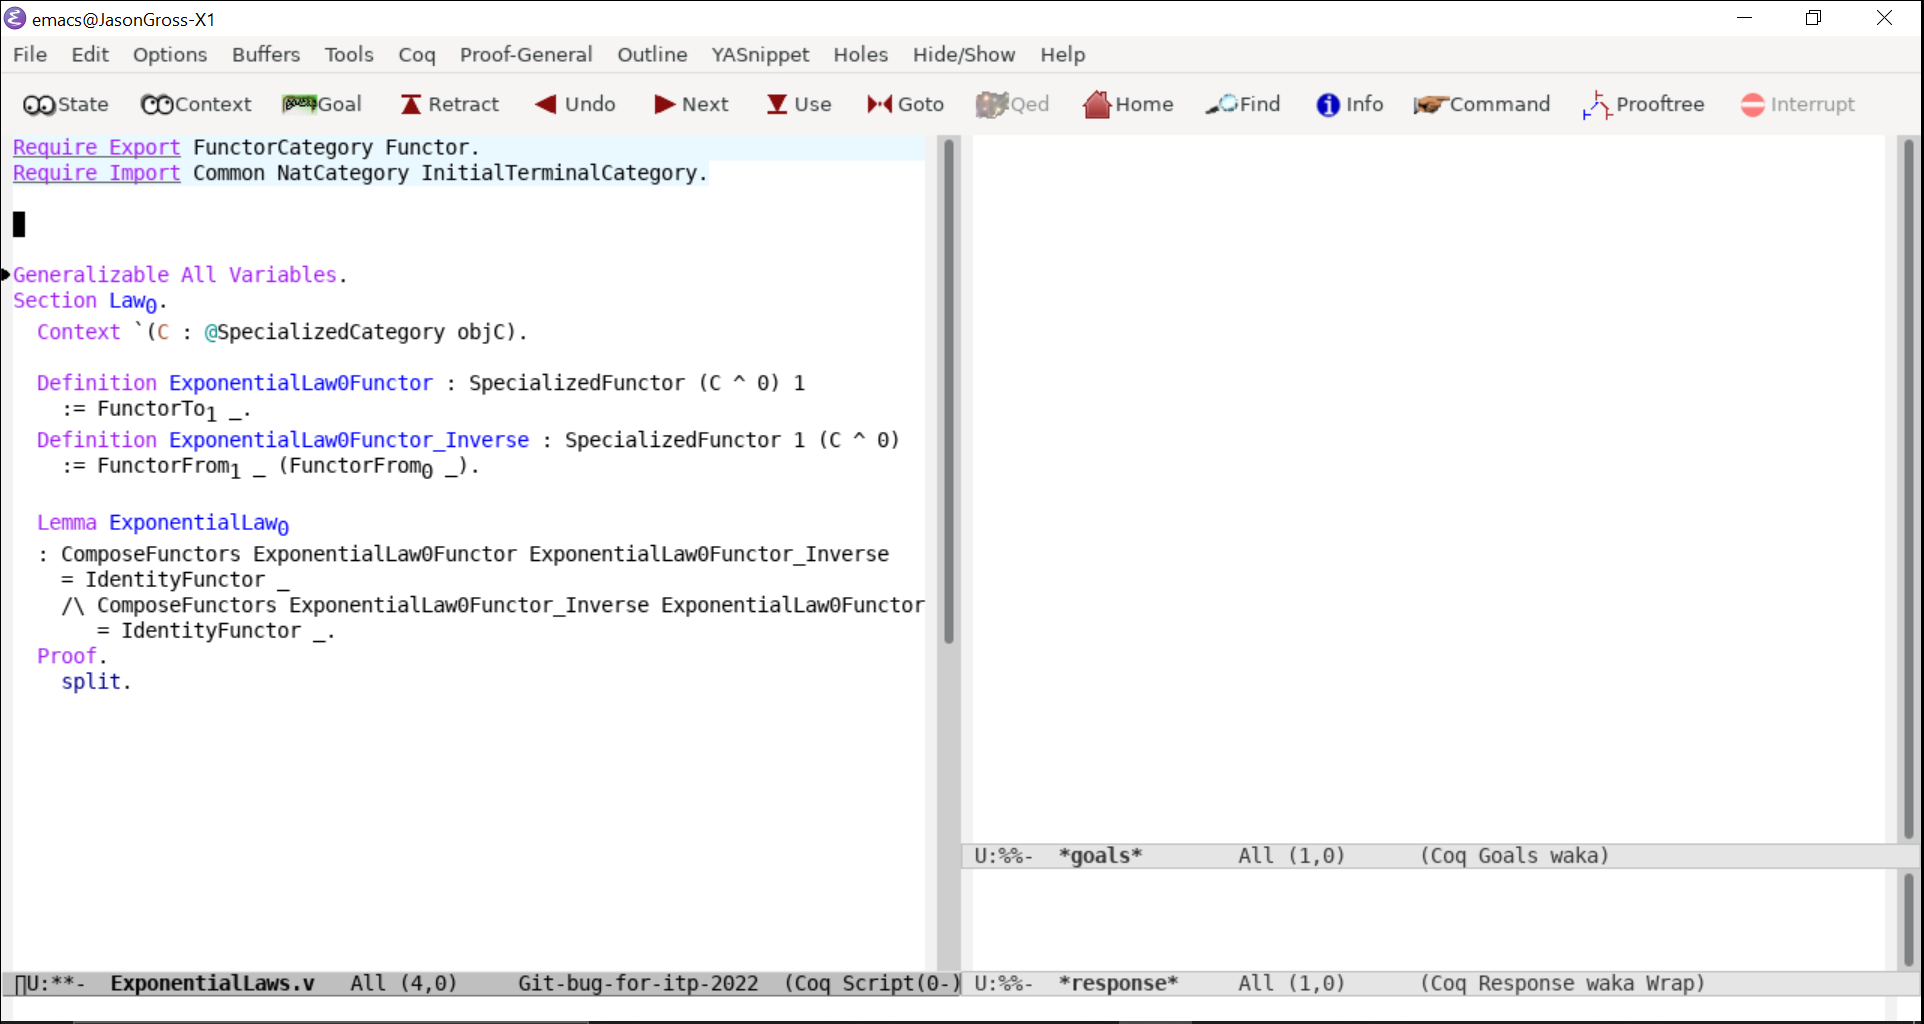 emacs@JasonGross-X1
File Edit Options Buffers Tools Coq Proof-General Outline YASnippet Holes Hide/Show Help
State Context Goal Retract Undo Next Use Goto Qed Home Find Info Command Prooftree Interrupt
Require Export FunctorCategory Functor.
Require Import Common NatCategory InitialTerminalCategory.
Generalizable All Variables.
Section Law₀.
Context `(C : @SpecializedCategory objC).
Definition ExponentialLaw0Functor : SpecializedFunctor (C ^ 0) 1
:= FunctorTo₁ _.
Definition ExponentialLaw0Functor_Inverse : SpecializedFunctor 1 (C ^ 0)
:= FunctorFrom₁ _ (FunctorFrom₀ _).
Lemma ExponentialLaw₀
: ComposeFunctors ExponentialLaw0Functor ExponentialLaw0Functor_Inverse
= IdentityFunctor _
/\ ComposeFunctors ExponentialLaw0Functor_Inverse ExponentialLaw0Functor
= IdentityFunctor _.
Proof.
split.
U:**- ExponentialLaws.v All (4,0) Git-bug-for-itp-2022 (Coq Script(0-)
U:%%- *goals* All (1,0) (Coq Goals waka)
U:%%- *response* All (1,0) (Coq Response waka Wrap)